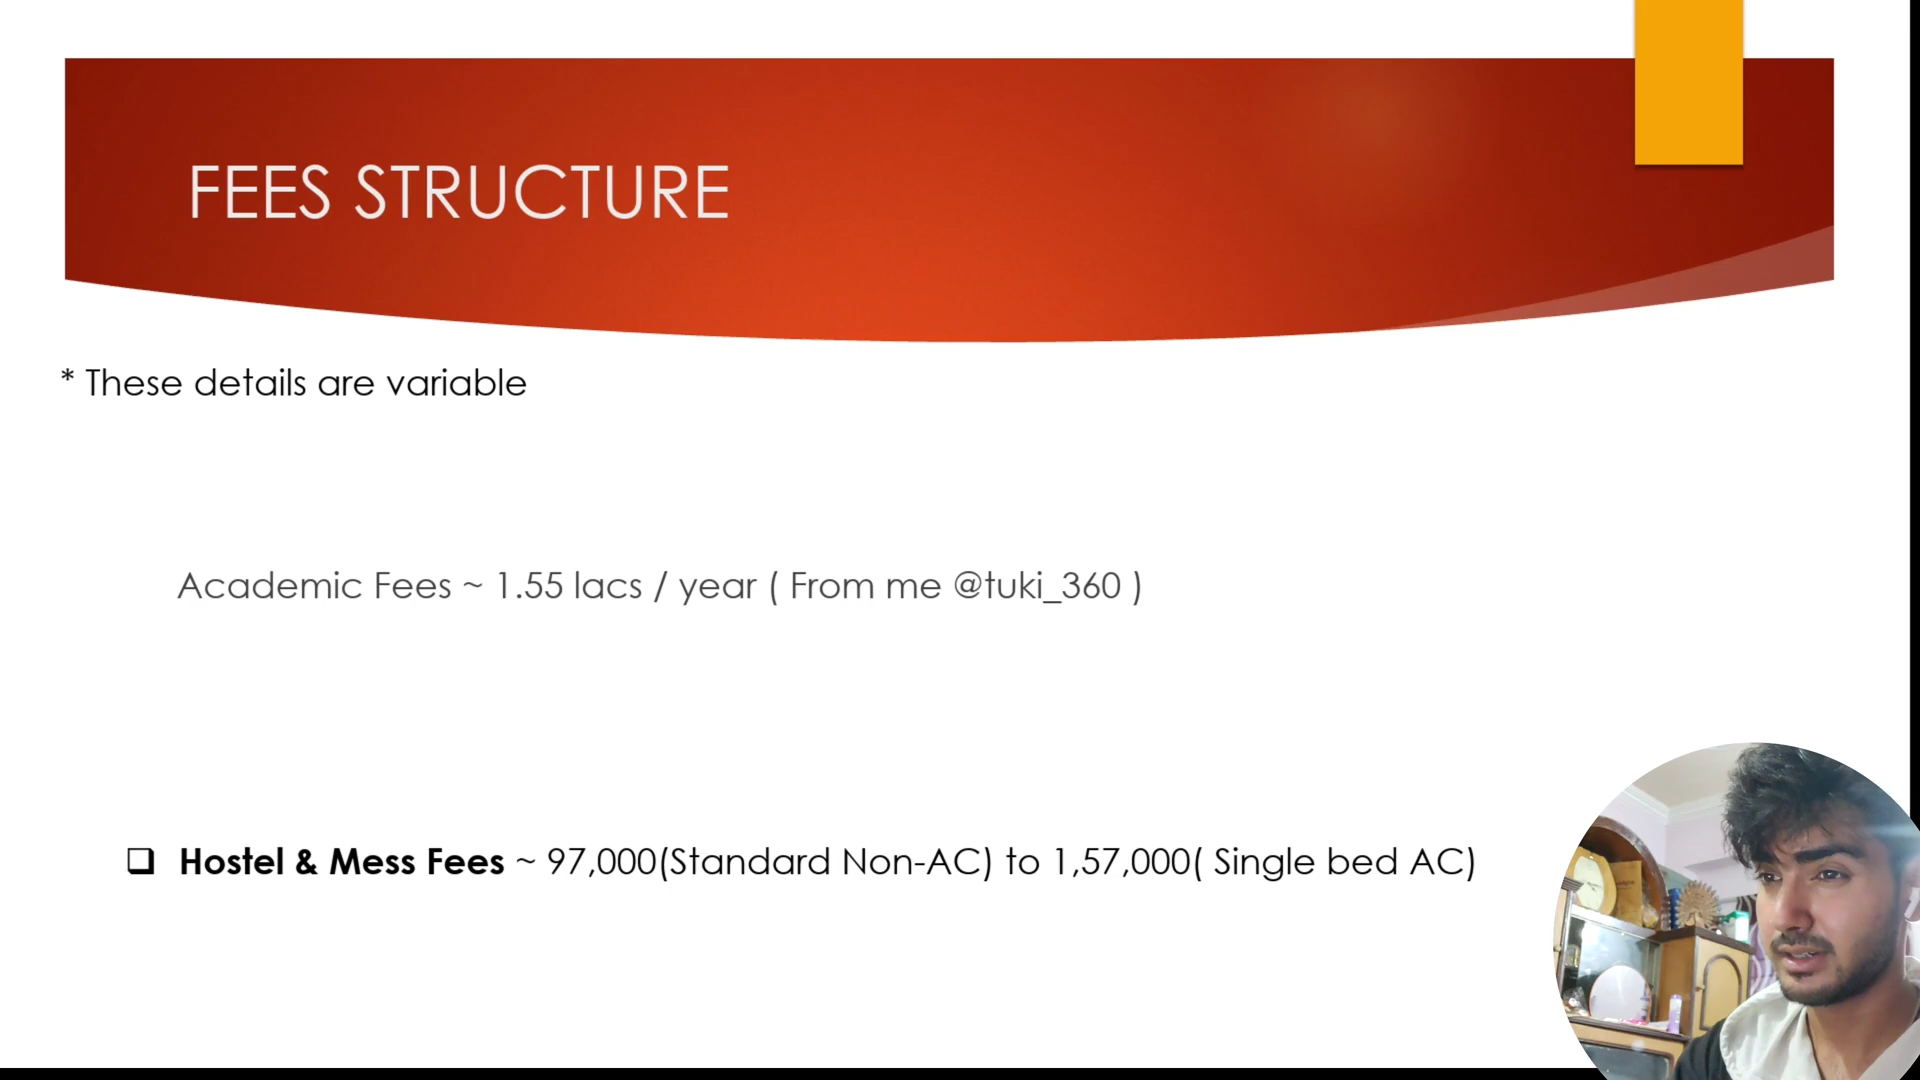 FEES STRUCTURE
* These details are variable
Academic Fees ~ 1.55 lacs / year ( From me @tuki_360 )
❑ Hostel & Mess Fees ~ 97,000(Standard Non-AC) to 1,57,000( Single bed AC)